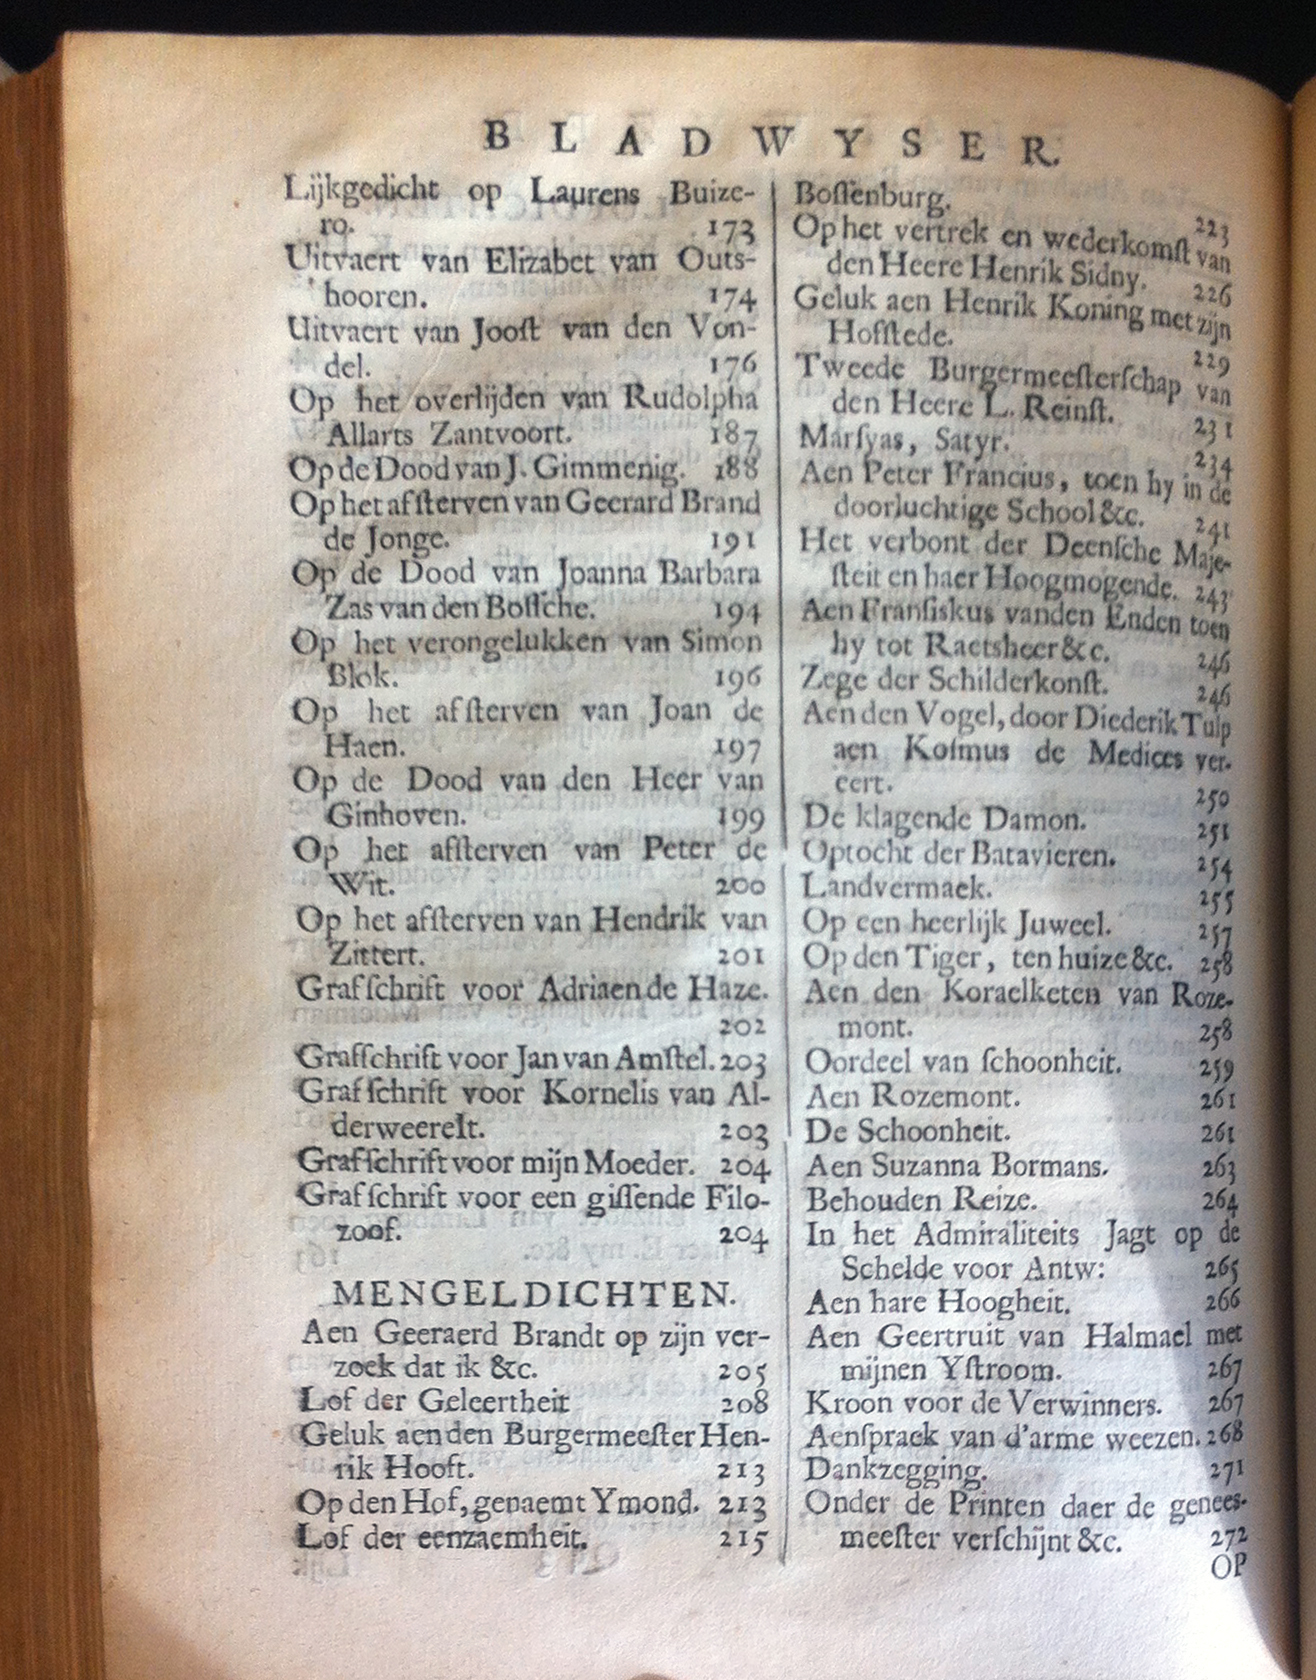 BLADWYSER.
Lijkgedicht op Laurens Buize-
ro. 173
Uitvaert van Elizabet van Outs-
hooren. 174
Uitvaert van Jooſt van den Von-
del. 176
Op het overlijden van Rudolpha
Allarts Zantvoort. 187
Op de Dood van J. Gimmenig. 188
Op het afſterven van Geerard Brand
de Jonge. 191
Op de Dood van Joanna Barbara
Zas van den Bosſche. 194
Op het verongelukken van Simon
Blok. 196
Op het afſterven van Joan de
Haen. 197
Op de Dood van den Heer van
Ginhoven. 199
Op het afſterven van Peter de
Wit. 200
Op het afſterven van Hendrik van
Zittert. 201
Grafſchrift voor Adriaen de Haze.
202
Grafſchrift voor Jan van Amſtel. 203
Grafſchrift voor Kornelis van Al-
derweerelt. 203
Grafſchrift voor mijn Moeder. 204
Grafſchrift voor een giſſende Filo-
zoof. 204
MENGELDICHTEN.
Aen Geeraerd Brandt op zijn ver-
zoek dat ik &c. 205
Lof der Geleertheit 208
Geluk aenden Burgermeeſter Hen-
rik Hooft. 213
Op den Hof, genaemt Ymond. 213
Lof der eenzaemheit. 215
Boſſenburg. 223
Op het vertrek en wederkomſt van
den Heere Henrik Sidny. 226
Geluk aen Henrik Koning met zijn
Hofſtede. 229
Tweede Burgermeeſterſchap van
den Heere L. Reinſt. 231
Marſyas, Satyr. 234
Aen Peter Francius, toen hy in de
doorluchtige School &c. 241
Het verbont der Deenſche Maje-
ſteit en haer Hoogmogende. 243
Aen Franſiskus vanden Enden toen
hy tot Raetsheer &c. 246
Zege der Schilderkonſt. 246
Aen den Vogel, door Diederik Tulp
aen Koſmus de Medices ver-
eert. 250
De klagende Damon. 251
Optocht der Batavieren. 254
Landvermaek. 255
Op een heerlijk Juweel. 257
Op den Tiger, ten huize &c. 258
Aen den Koraelketen van Roze-
mont. 258
Oordeel van ſchoonheit. 259
Aen Rozemont. 261
De Schoonheit. 261
Aen Suzanna Bormans. 263
Behouden Reize. 264
In het Admiraliteits Jagt op de
Schelde voor Antw: 265
Aen hare Hoogheit. 266
Aen Geertruit van Halmael met
mijnen Yſtroom. 267
Kroon voor de Verwinners. 267
Aenſpraek van d'arme weezen. 268
Dankzegging. 271
Onder de Printen daer de genees-
meeſter verſchijnt &c. 272
OP